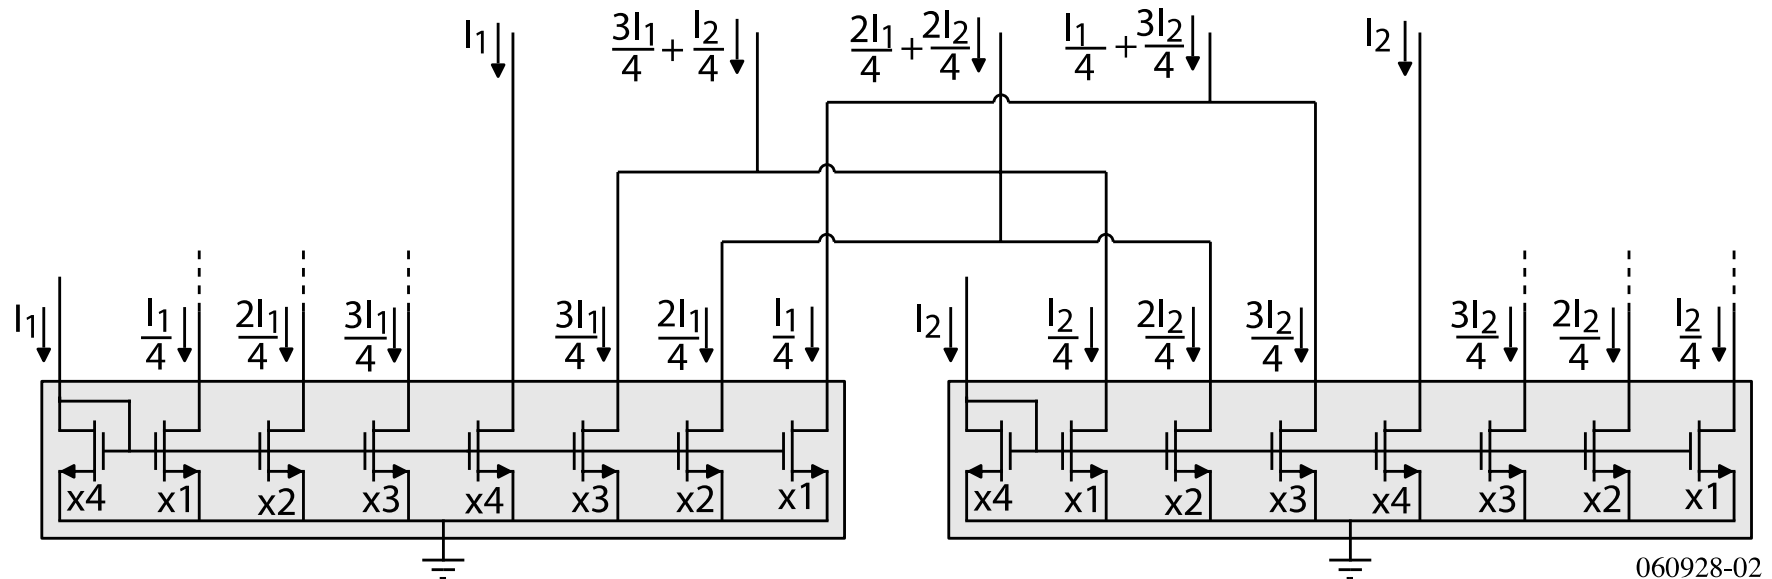 I1 3I1/4 + I2/4 2I1/4 + 2I2/4 I1/4 + 3I2/4 I2
I1 I1/4 2I1/4 3I1/4 3I1/4 2I1/4 I1/4 I2 I2/4 2I2/4 3I2/4 3I2/4 2I2/4 I2/4
x4 x1 x2 x3 x4 x3 x2 x1 x4 x1 x2 x3 x4 x3 x2 x1
060928-02